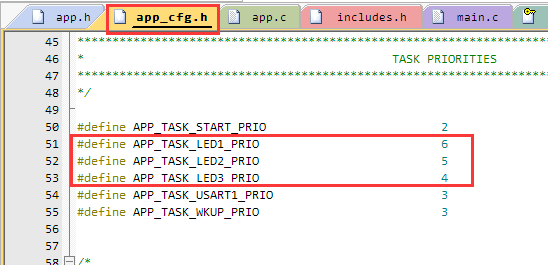 app.h app_cfg.h app.c includes.h main.c
45 *****************************************************************
46 * TASK PRIORITIES
47 *****************************************************************
48 */
49
50 #define APP_TASK_START_PRIO 2
51 #define APP_TASK_LED1_PRIO 6
52 #define APP_TASK_LED2_PRIO 5
53 #define APP_TASK_LED3_PRIO 4
54 #define APP_TASK_USART1_PRIO 3
55 #define APP_TASK_WKUP_PRIO 3
56
57
58 /*